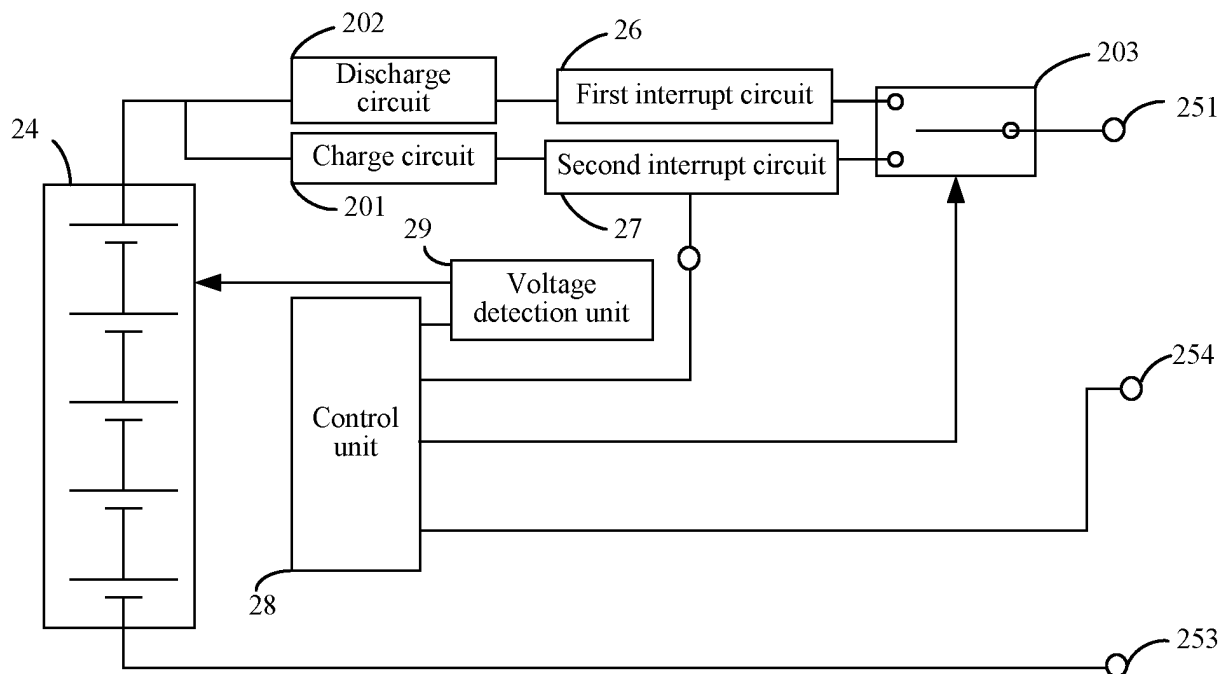 202
26
203
Discharge
circuit
First interrupt circuit
251
24
Charge circuit
Second interrupt circuit
201
27
29
Voltage
detection unit
254
Control
unit
28
253